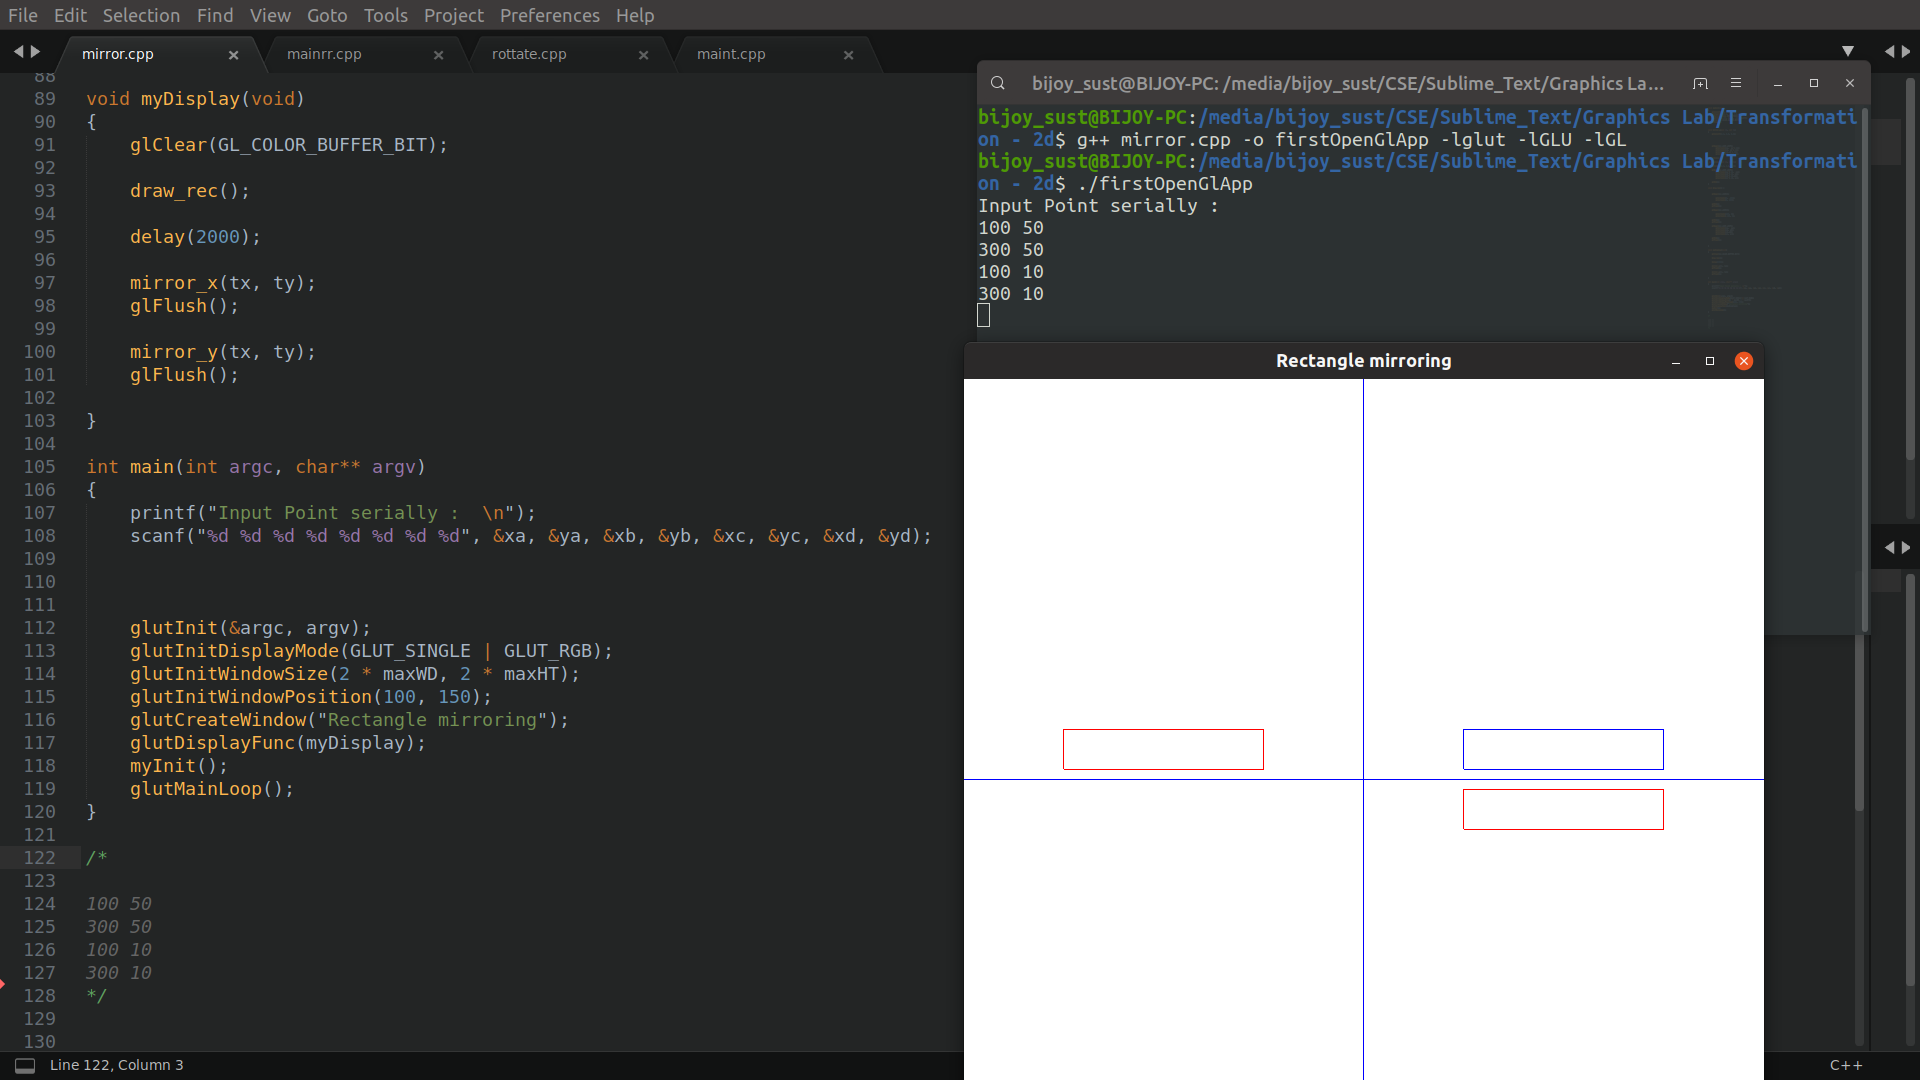 File Edit Selection Find View Goto Tools Project Preferences Help
mirror.cpp × mainrr.cpp × rottate.cpp × maint.cpp ×
88
89 void myDisplay(void)
90 {
91 glClear(GL_COLOR_BUFFER_BIT);
92
93 draw_rec();
94
95 delay(2000);
96
97 mirror_x(tx, ty);
98 glFlush();
99
100 mirror_y(tx, ty);
101 glFlush();
102
103 }
104
105 int main(int argc, char** argv)
106 {
107 printf("Input Point serially :  \n");
108 scanf("%d %d %d %d %d %d %d %d", &xa, &ya, &xb, &yb, &xc, &yc, &xd, &yd);
109
110
111
112 glutInit(&argc, argv);
113 glutInitDisplayMode(GLUT_SINGLE | GLUT_RGB);
114 glutInitWindowSize(2 * maxWD, 2 * maxHT);
115 glutInitWindowPosition(100, 150);
116 glutCreateWindow("Rectangle mirroring");
117 glutDisplayFunc(myDisplay);
118 myInit();
119 glutMainLoop();
120 }
121
122 /*
123
124 100 50
125 300 50
126 100 10
127 300 10
128 */
129
130
Line 122, Column 3
C++
bijoy_sust@BIJOY-PC: /media/bijoy_sust/CSE/Sublime_Text/Graphics La...
bijoy_sust@BIJOY-PC:/media/bijoy_sust/CSE/Sublime_Text/Graphics Lab/Transformati
on - 2d$ g++ mirror.cpp -o firstOpenGlApp -lglut -lGLU -lGL
bijoy_sust@BIJOY-PC:/media/bijoy_sust/CSE/Sublime_Text/Graphics Lab/Transformati
on - 2d$ ./firstOpenGlApp
Input Point serially :
100 50
300 50
100 10
300 10
Rectangle mirroring